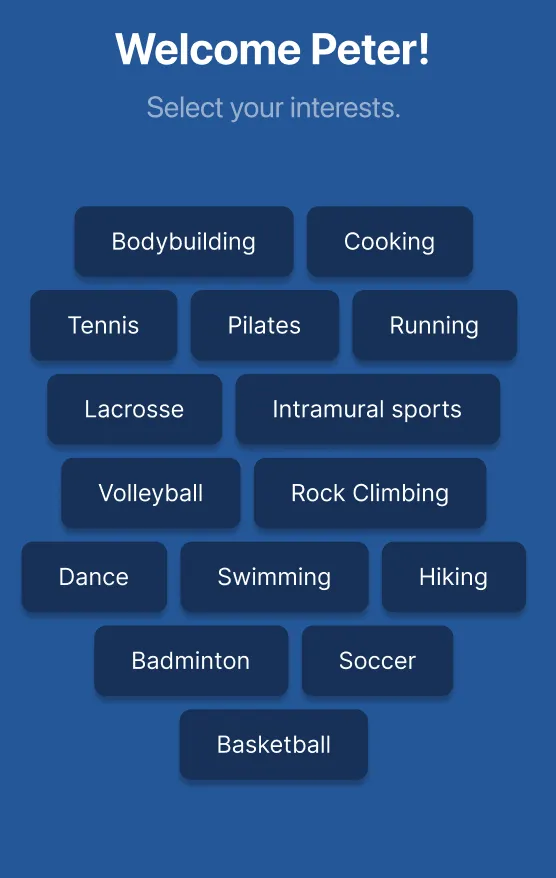 Welcome Peter!
Select your interests.
Bodybuilding Cooking
Tennis Pilates Running
Lacrosse Intramural sports
Volleyball Rock Climbing
Dance Swimming Hiking
Badminton Soccer
Basketball